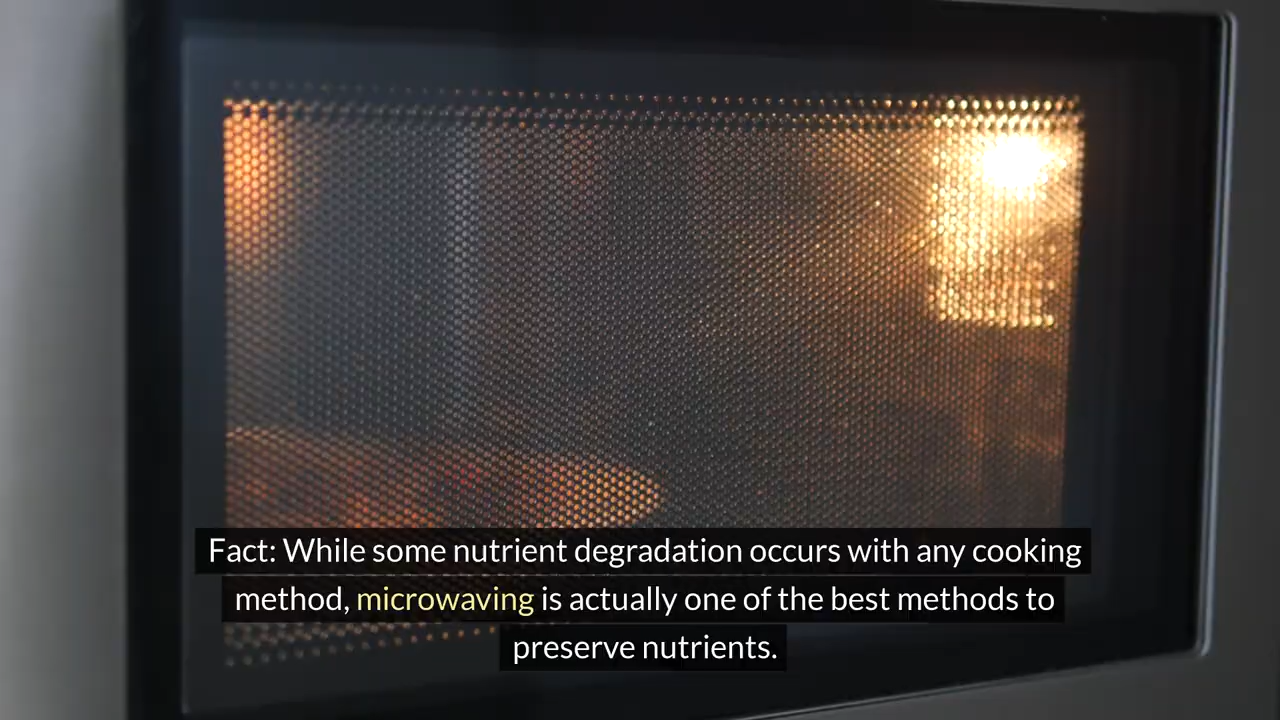 Fact: While some nutrient degradation occurs with any cooking
method, microwaving is actually one of the best methods to
preserve nutrients.